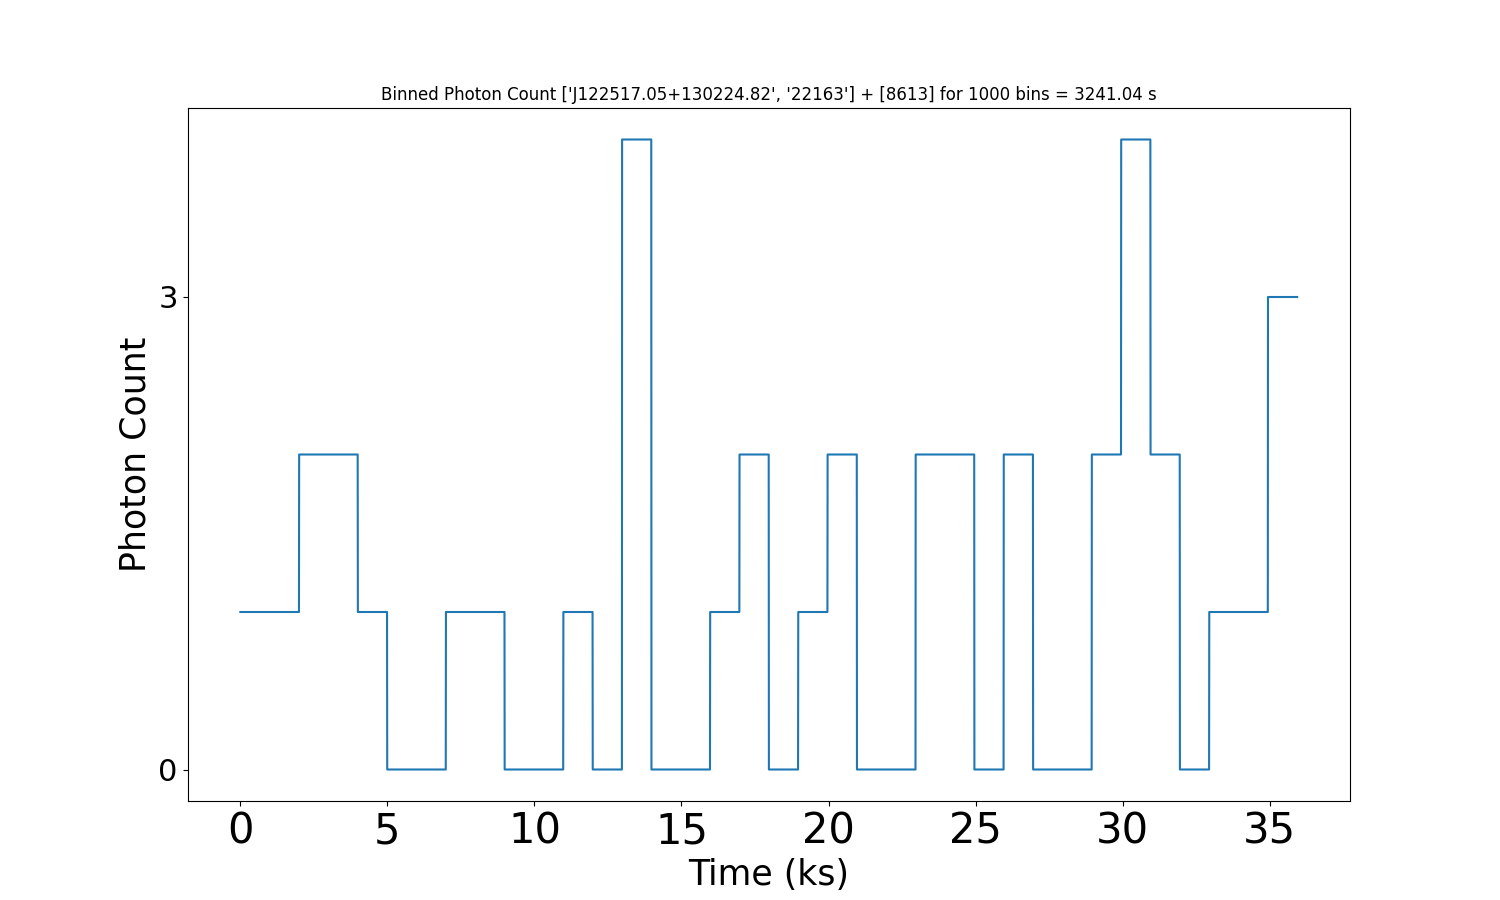 Binned Photon Count ['J122517.05+130224.82', '22163'] + [8613] for 1000 bins = 3241.04 s
3
Photon Count
0
0 5 10 15 20 25 30 35
Time (ks)